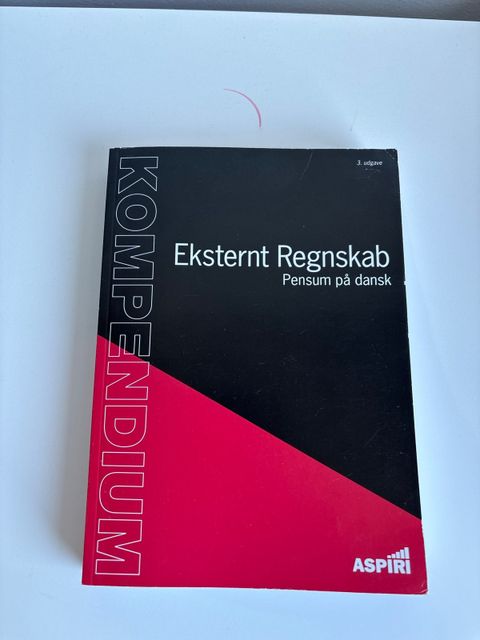 3. udgave
KOMPENDIUM
Eksternt Regnskab
Pensum på dansk
ASPIRI